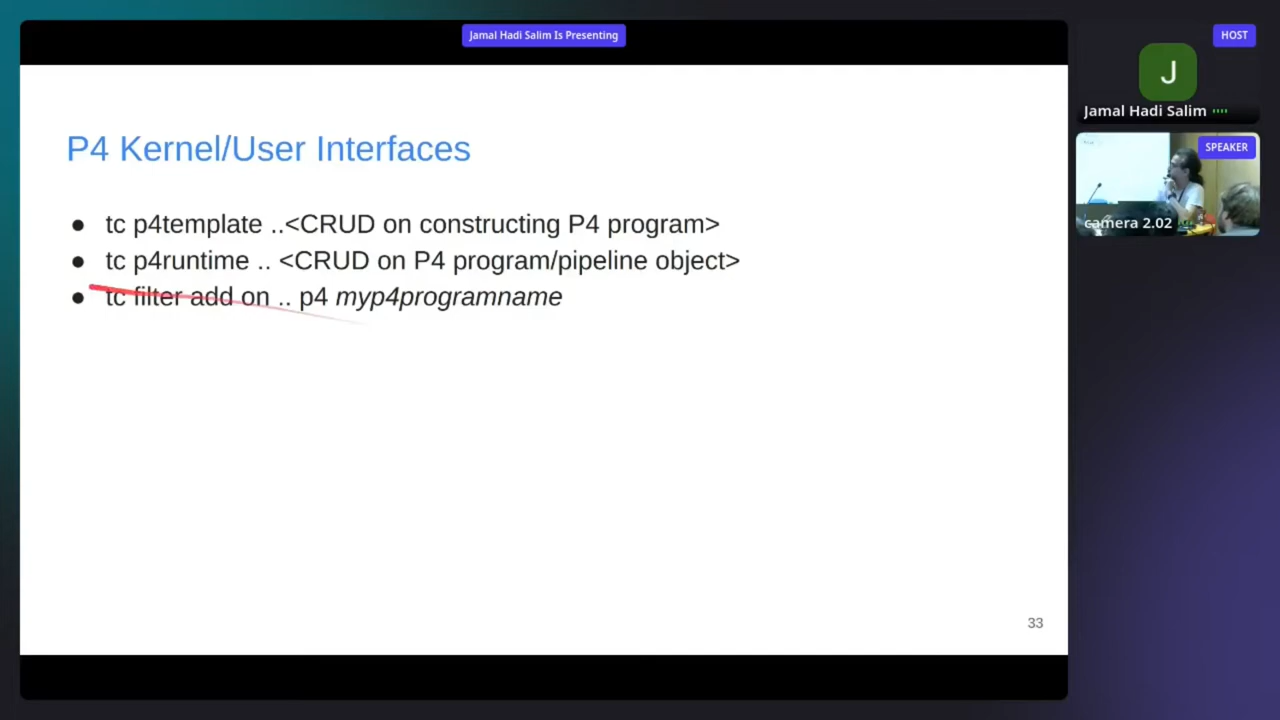 Jamal Hadi Salim Is Presenting
HOST
J
Jamal Hadi Salim
SPEAKER
camera 2.02
P4 Kernel/User Interfaces
● tc p4template ..<CRUD on constructing P4 program>
● tc p4runtime .. <CRUD on P4 program/pipeline object>
● tc filter add on .. p4 myp4programname
33